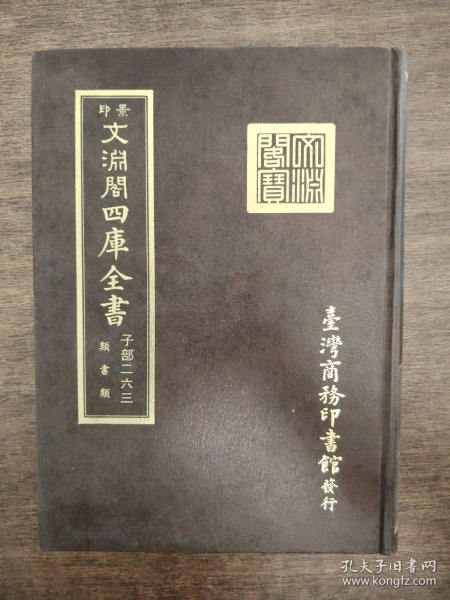 景印
文淵閣四庫全書
子部二六三
類書類
文淵
閣寶
臺灣商務印書館發行
孔夫子旧书网
www.kongfz.com